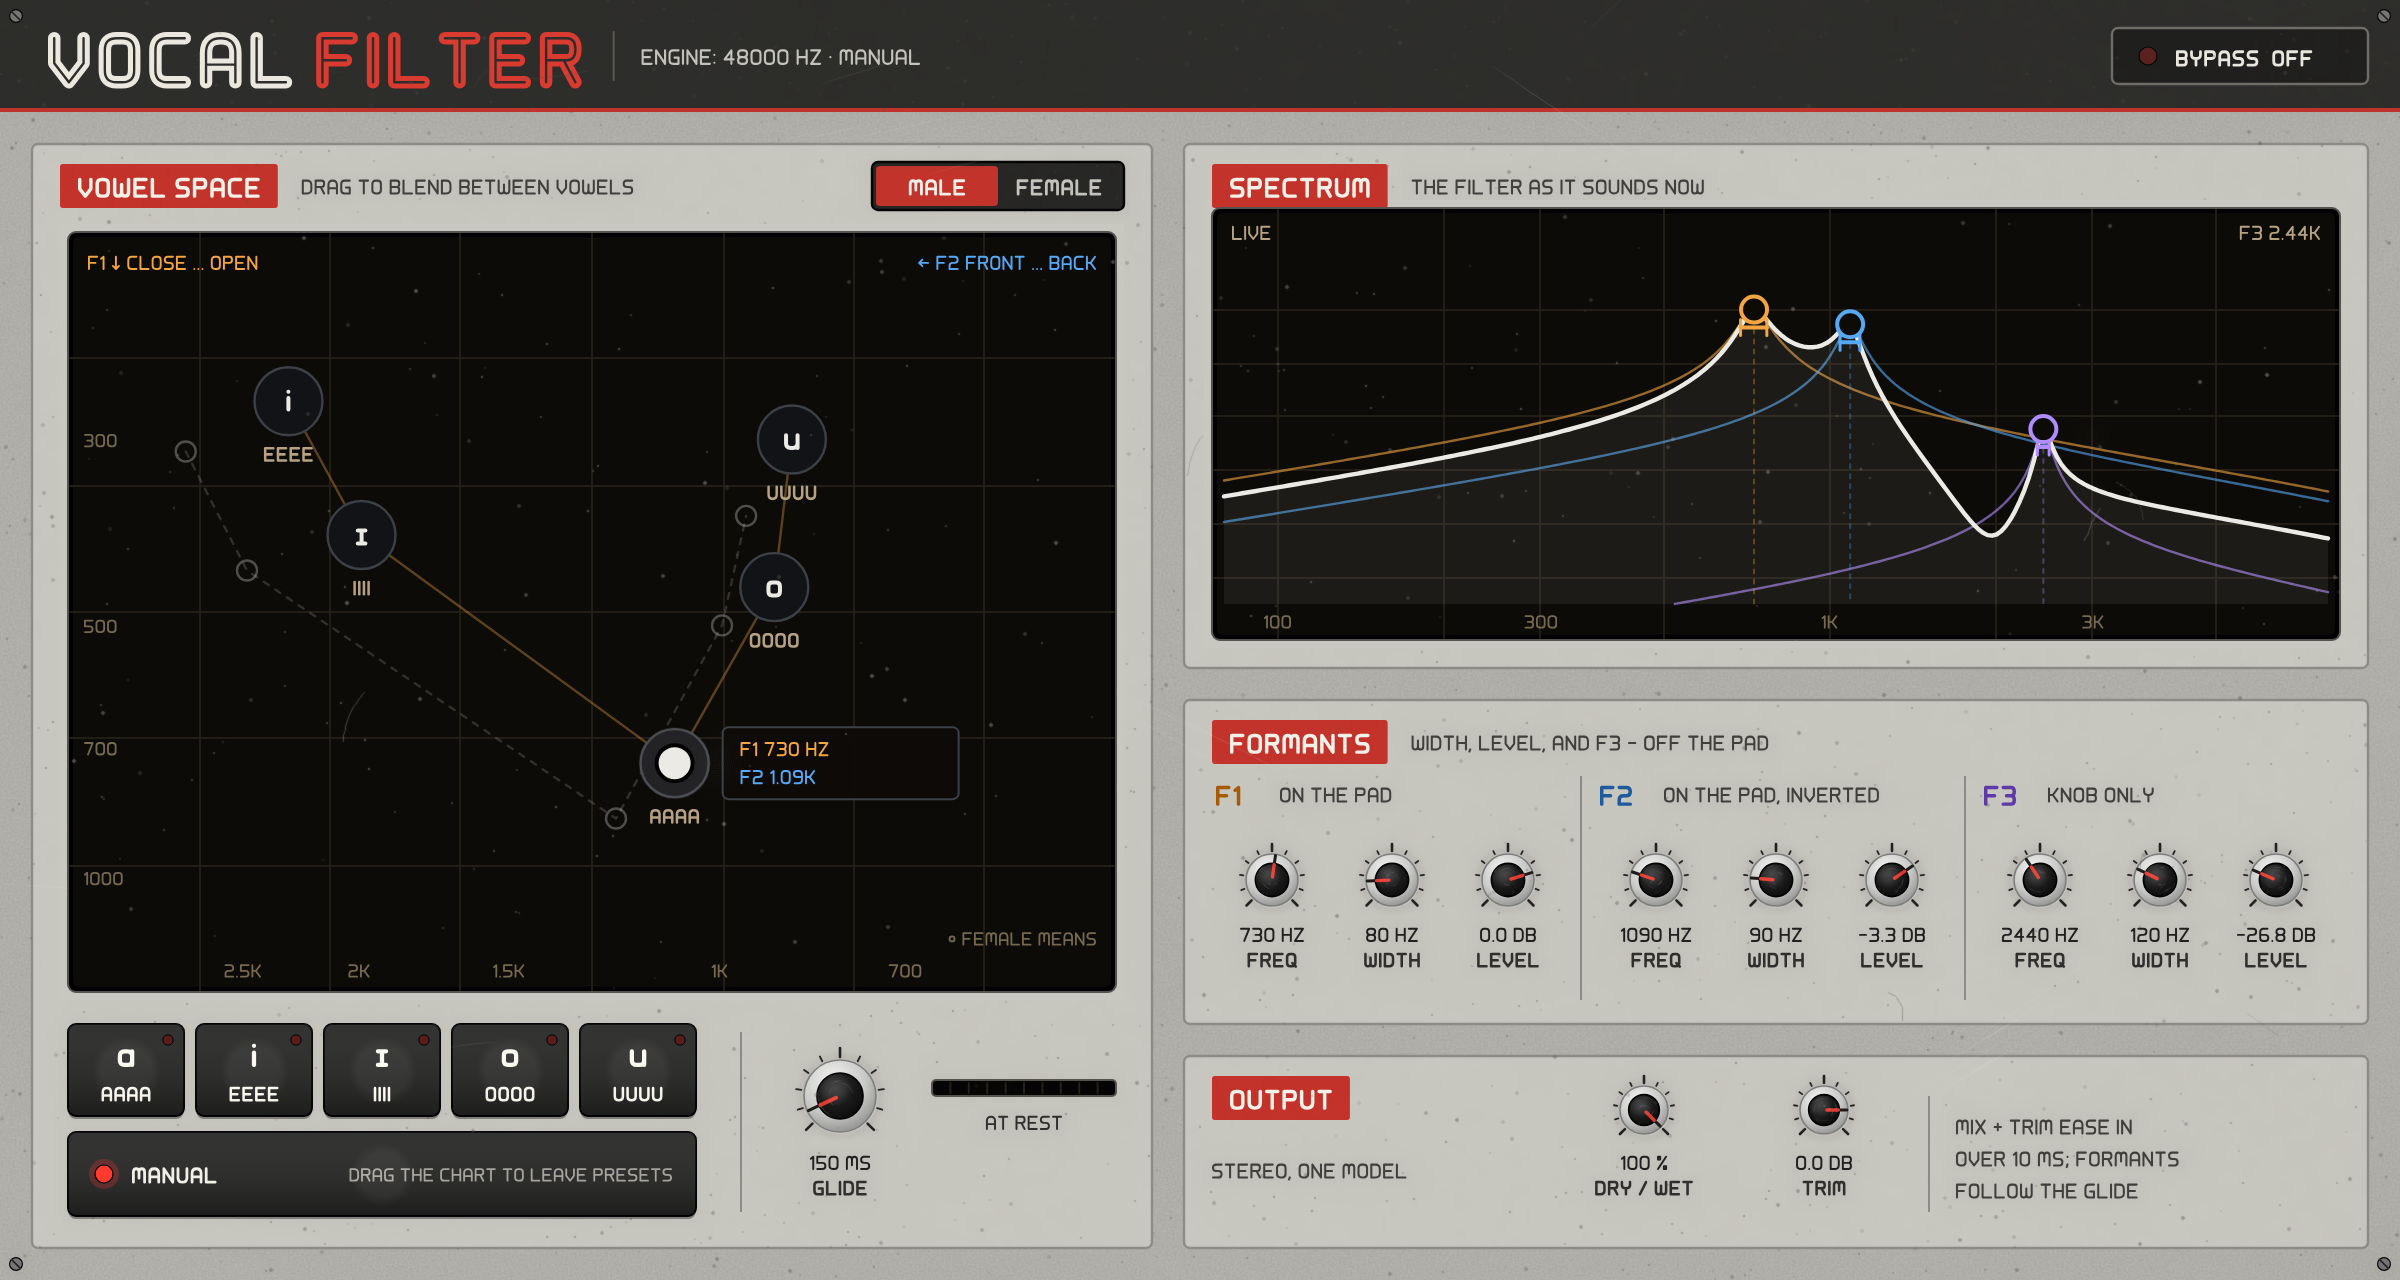 VOCAL FILTER
ENGINE: 48000 HZ · MANUAL
BYPASS OFF
VOWEL SPACE
DRAG TO BLEND BETWEEN VOWELS
MALE
FEMALE
F1↓ CLOSE ... OPEN
← F2 FRONT ... BACK
i
EEEE
u
UUUU
300
ɪ
IIII
o
OOOO
500
700
F1 730 HZ
F2 1.09K
AAAA
1000
FEMALE MEANS
2.5K
2K
1.5K
1K
700
a
AAAA
i
EEEE
ɪ
IIII
o
OOOO
u
UUUU
MANUAL
DRAG THE CHART TO LEAVE PRESETS
150 MS
GLIDE
AT REST
SPECTRUM
THE FILTER AS IT SOUNDS NOW
LIVE
F3 2.44K
100
300
1K
3K
FORMANTS
WIDTH, LEVEL, AND F3 – OFF THE PAD
F1
ON THE PAD
730 HZ
FREQ
80 HZ
WIDTH
0.0 DB
LEVEL
F2
ON THE PAD, INVERTED
1090 HZ
FREQ
90 HZ
WIDTH
-3.3 DB
LEVEL
F3
KNOB ONLY
2440 HZ
FREQ
120 HZ
WIDTH
-26.8 DB
LEVEL
OUTPUT
STEREO, ONE MODEL
100 %
DRY / WET
0.0 DB
TRIM
MIX + TRIM EASE IN
OVER 10 MS; FORMANTS
FOLLOW THE GLIDE